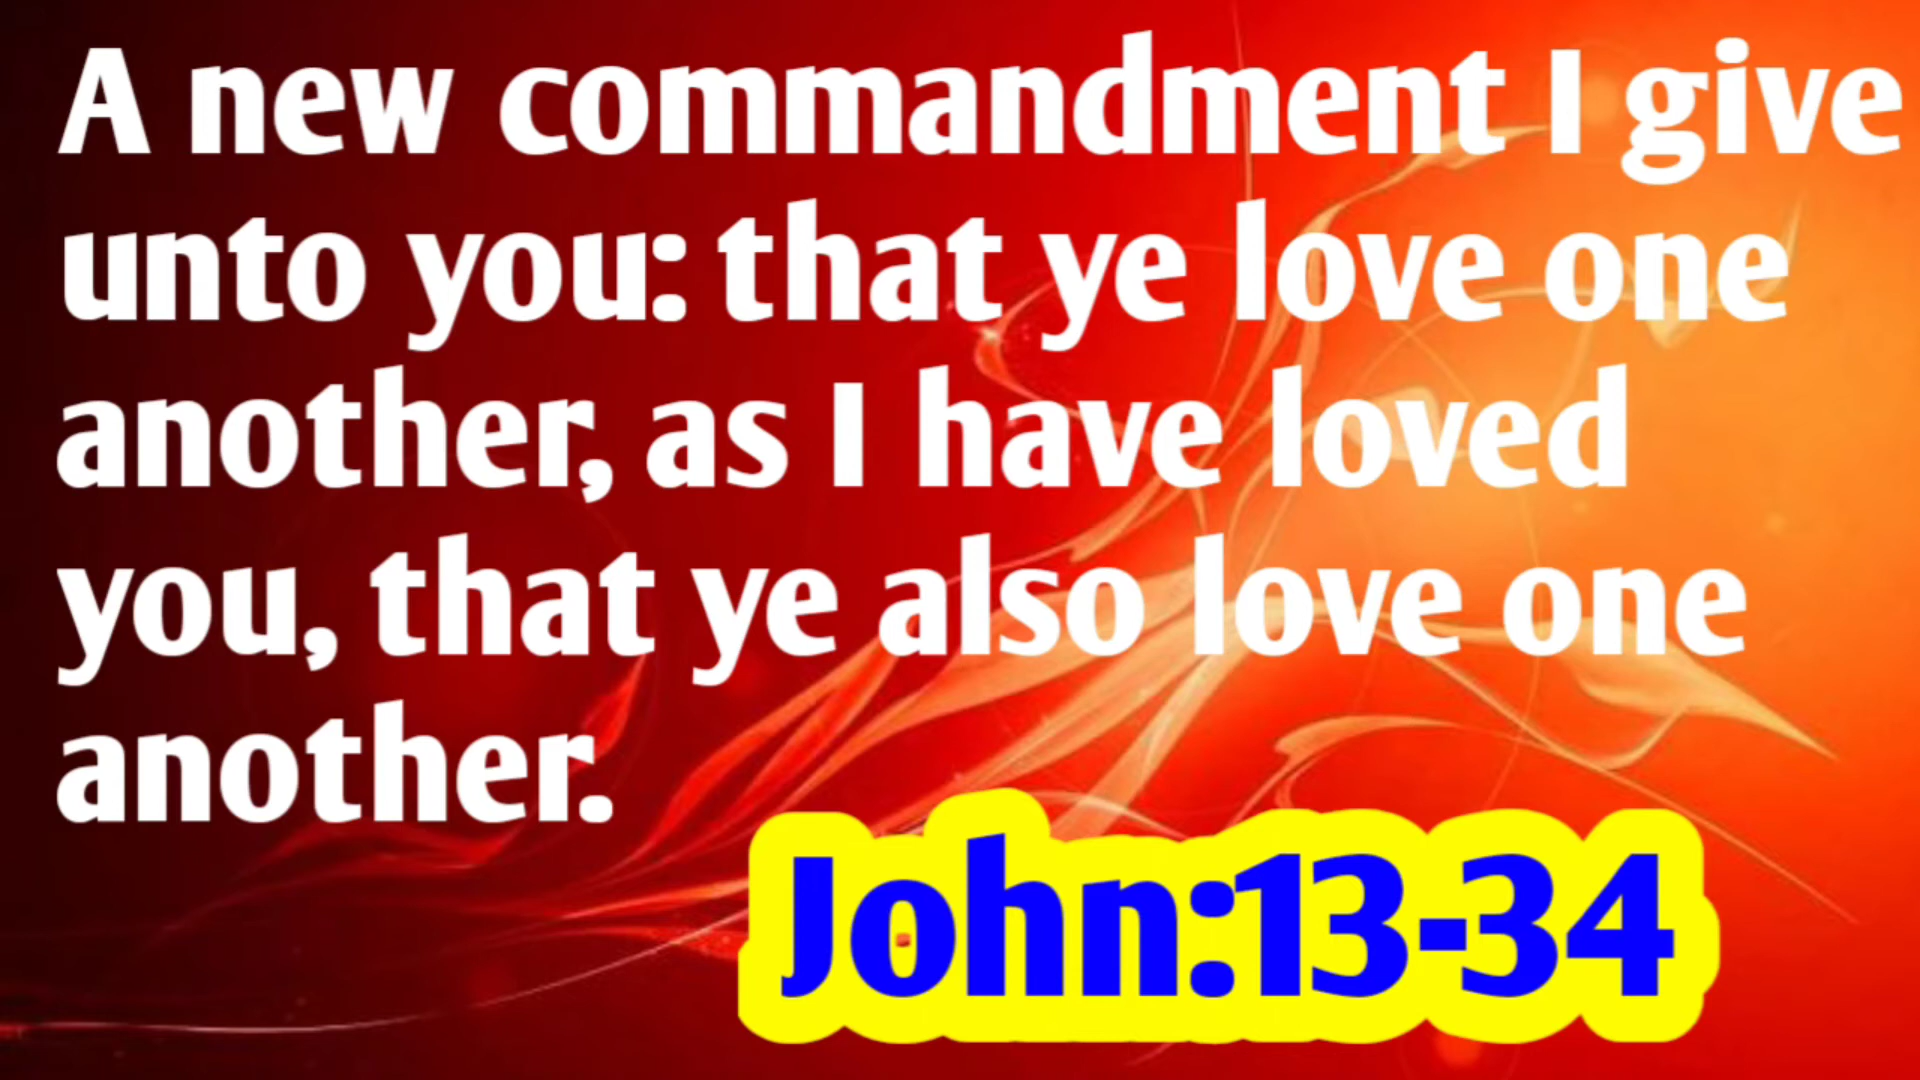 A new commandment I give
unto you: that ye love one
another, as I have loved
you, that ye also love one
another.
John:13-34